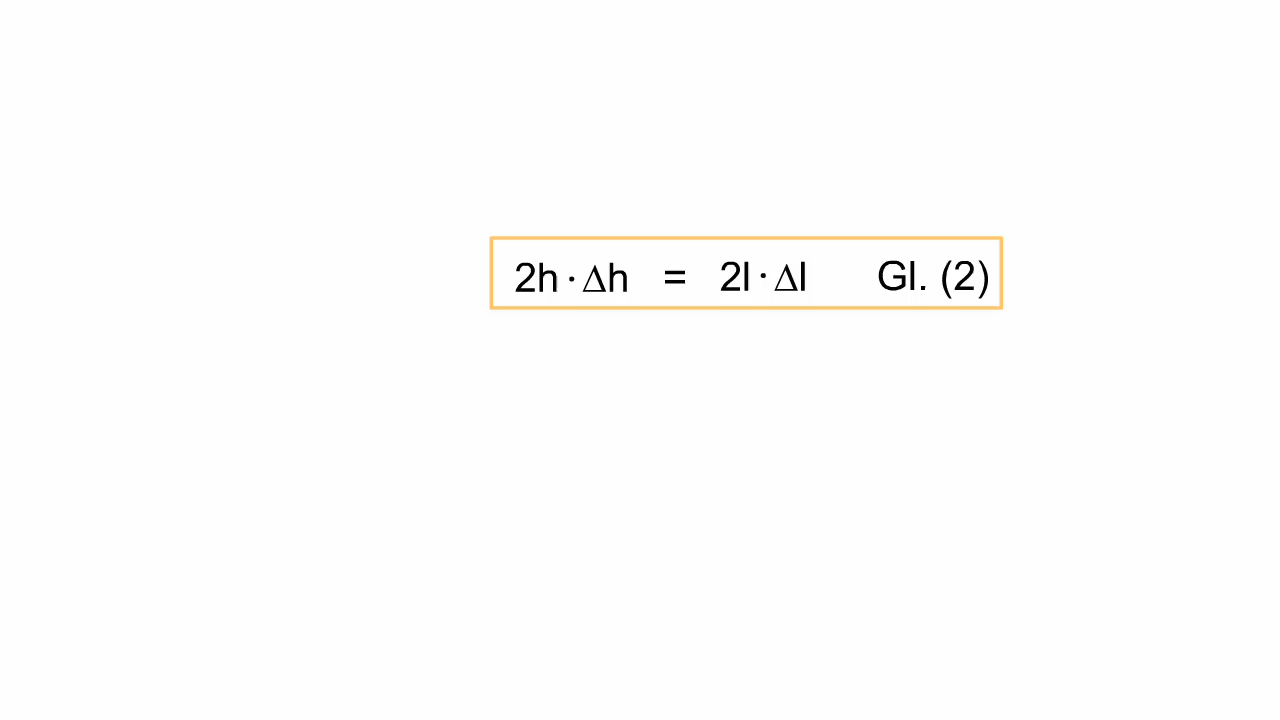 2h · Δh = 2l · Δl Gl. (2)